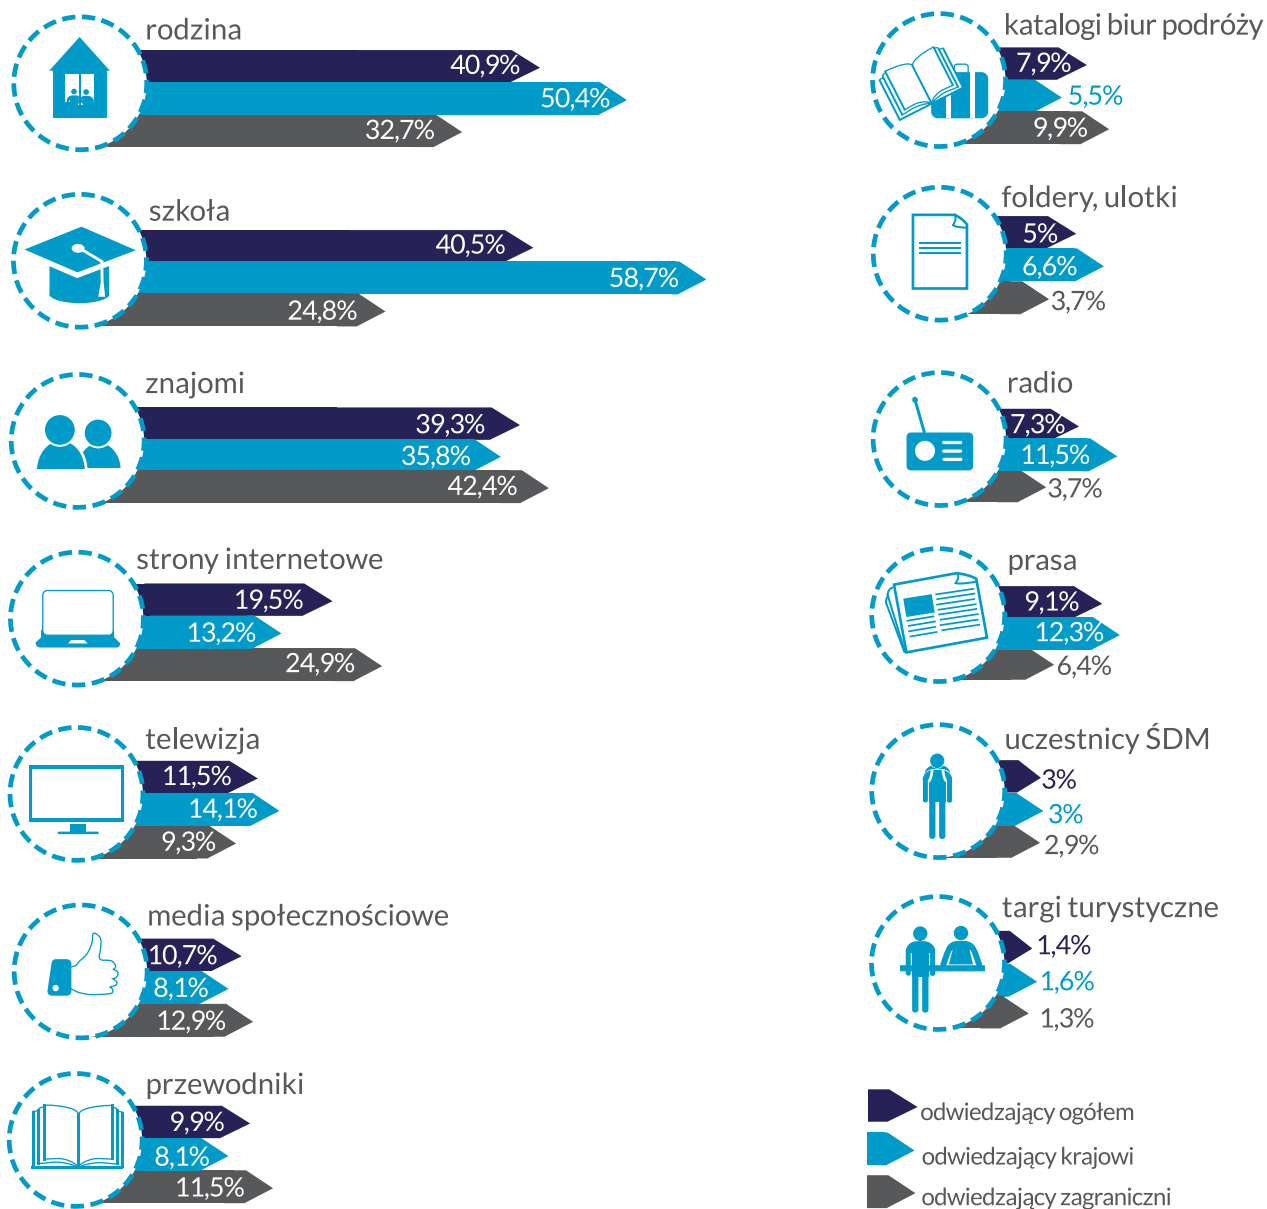 rodzina
40,9%
50,4%
32,7%
szkoła
40,5%
58,7%
24,8%
znajomi
39,3%
35,8%
42,4%
strony internetowe
19,5%
13,2%
24,9%
telewizja
11,5%
14,1%
9,3%
media społecznościowe
10,7%
8,1%
12,9%
przewodniki
9,9%
8,1%
11,5%
katalogi biur podróży
7,9%
5,5%
9,9%
foldery, ulotki
5%
6,6%
3,7%
radio
7,3%
11,5%
3,7%
prasa
9,1%
12,3%
6,4%
uczestnicy ŚDM
3%
3%
2,9%
targi turystyczne
1,4%
1,6%
1,3%
odwiedzający ogółem
odwiedzający krajowi
odwiedzający zagraniczni